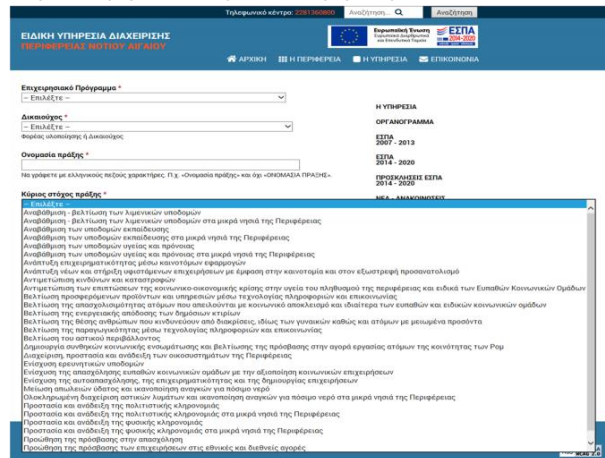 Τηλεφωνικό κέντρο: 2281360800
Αναζήτηση...
Αναζήτηση
ΕΙΔΙΚΗ ΥΠΗΡΕΣΙΑ ΔΙΑΧΕΙΡΙΣΗΣ
ΠΕΡΙΦΕΡΕΙΑΣ ΝΟΤΙΟΥ ΑΙΓΑΙΟΥ
Ευρωπαϊκή Ένωση
Ευρωπαϊκά Διαρθρωτικά
και Επενδυτικά Ταμεία
ΕΣΠΑ
2014-2020
ΑΡΧΙΚΗ
Η ΠΕΡΙΦΕΡΕΙΑ
Η ΥΠΗΡΕΣΙΑ
ΕΠΙΚΟΙΝΩΝΙΑ
Επιχειρησιακό Πρόγραμμα *
– Επιλέξτε –
Δικαιούχος *
– Επιλέξτε –
Φορέας υλοποίησης ή Δικαιούχος
Ονομασία πράξης *
Να γράφετε με ελληνικούς πεζούς χαρακτήρες. Π.χ. «Ονομασία πράξης» και όχι «ΟΝΟΜΑΣΙΑ ΠΡΑΞΗΣ».
Κύριος στόχος πράξης *
Η ΥΠΗΡΕΣΙΑ
ΟΡΓΑΝΟΓΡΑΜΜΑ
ΕΣΠΑ
2007 - 2013
ΕΣΠΑ
2014 - 2020
ΠΡΟΣΚΛΗΣΕΙΣ ΕΣΠΑ
2014 - 2020
ΝΕΑ - ΑΝΑΚΟΙΝΩΣΕΙΣ
– Επιλέξτε –
Αναβάθμιση - βελτίωση των λιμενικών υποδομών
Αναβάθμιση - βελτίωση των λιμενικών υποδομών στα μικρά νησιά της Περιφέρειας
Αναβάθμιση των υποδομών εκπαίδευσης
Αναβάθμιση των υποδομών εκπαίδευσης στα μικρά νησιά της Περιφέρειας
Αναβάθμιση των υποδομών υγείας και πρόνοιας
Αναβάθμιση των υποδομών υγείας και πρόνοιας στα μικρά νησιά της Περιφέρειας
Ανάπτυξη επιχειρηματικότητας μέσω καινοτόμων εφαρμογών
Ανάπτυξη νέων και στήριξη υφιστάμενων επιχειρήσεων με έμφαση στην καινοτομία και στον εξωστρεφή προσανατολισμό
Αντιμετώπιση κινδύνων και καταστροφών
Αντιμετώπιση των επιπτώσεων της κοινωνικο-οικονομικής κρίσης στην υγεία του πληθυσμού της περιφέρειας και ειδικά των Ευπαθών Κοινωνικών Ομάδων
Βελτίωση προσφερόμενων προϊόντων και υπηρεσιών μέσω τεχνολογίας πληροφοριών και επικοινωνίας
Βελτίωση της απασχολησιμότητας ατόμων που απειλούνται με κοινωνικό αποκλεισμό και ιδιαίτερα των ευπαθών και ειδικών κοινωνικών ομάδων
Βελτίωση της ενεργειακής απόδοσης των δημόσιων κτιρίων
Βελτίωση της θέσης ανθρώπων που κινδυνεύουν από διακρίσεις, ιδίως των γυναικών καθώς και ατόμων με μειωμένα προσόντα
Βελτίωση της παραγωγικότητας μέσω τεχνολογίας πληροφοριών και επικοινωνίας
Βελτίωση του αστικού περιβάλλοντος
Δημιουργία συνθηκών κοινωνικής ενσωμάτωσης και βελτίωσης της πρόσβασης στην αγορά εργασίας ατόμων της κοινότητας των Ρομ
Διαχείριση, προστασία και ανάδειξη των οικοσυστημάτων της Περιφέρειας
Ενίσχυση ερευνητικών υποδομών
Ενίσχυση της απασχόλησης ευπαθών κοινωνικών ομάδων με την αξιοποίηση κοινωνικών επιχειρήσεων
Ενίσχυση της αυτοαπασχόλησης, της επιχειρηματικότητας και της δημιουργίας επιχειρήσεων
Μείωση απωλειών ύδατος και ικανοποίηση αναγκών για πόσιμο νερό
Ολοκληρωμένη διαχείριση αστικών λυμάτων και ικανοποίηση αναγκών για πόσιμο νερό στα μικρά νησιά της Περιφέρειας
Προστασία και ανάδειξη της πολιτιστικής κληρονομιάς
Προστασία και ανάδειξη της πολιτιστικής κληρονομιάς στα μικρά νησιά της Περιφέρειας
Προστασία και ανάδειξη της φυσικής κληρονομιάς
Προστασία και ανάδειξη της φυσικής κληρονομιάς στα μικρά νησιά της Περιφέρειας
Προώθηση της πρόσβασης στην απασχόληση
Προώθηση της πρόσβασης των επιχειρήσεων στις εθνικές και διεθνείς αγορές
WCAG 2.0